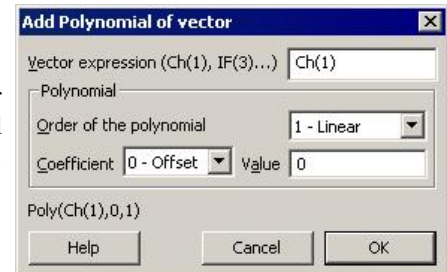 Add Polynomial of vector
Vector expression (Ch(1), IF(3)...) Ch(1)
Polynomial
Order of the polynomial 1 - Linear
Coefficient 0 - Offset Value 0
Poly(Ch(1),0,1)
Help Cancel OK